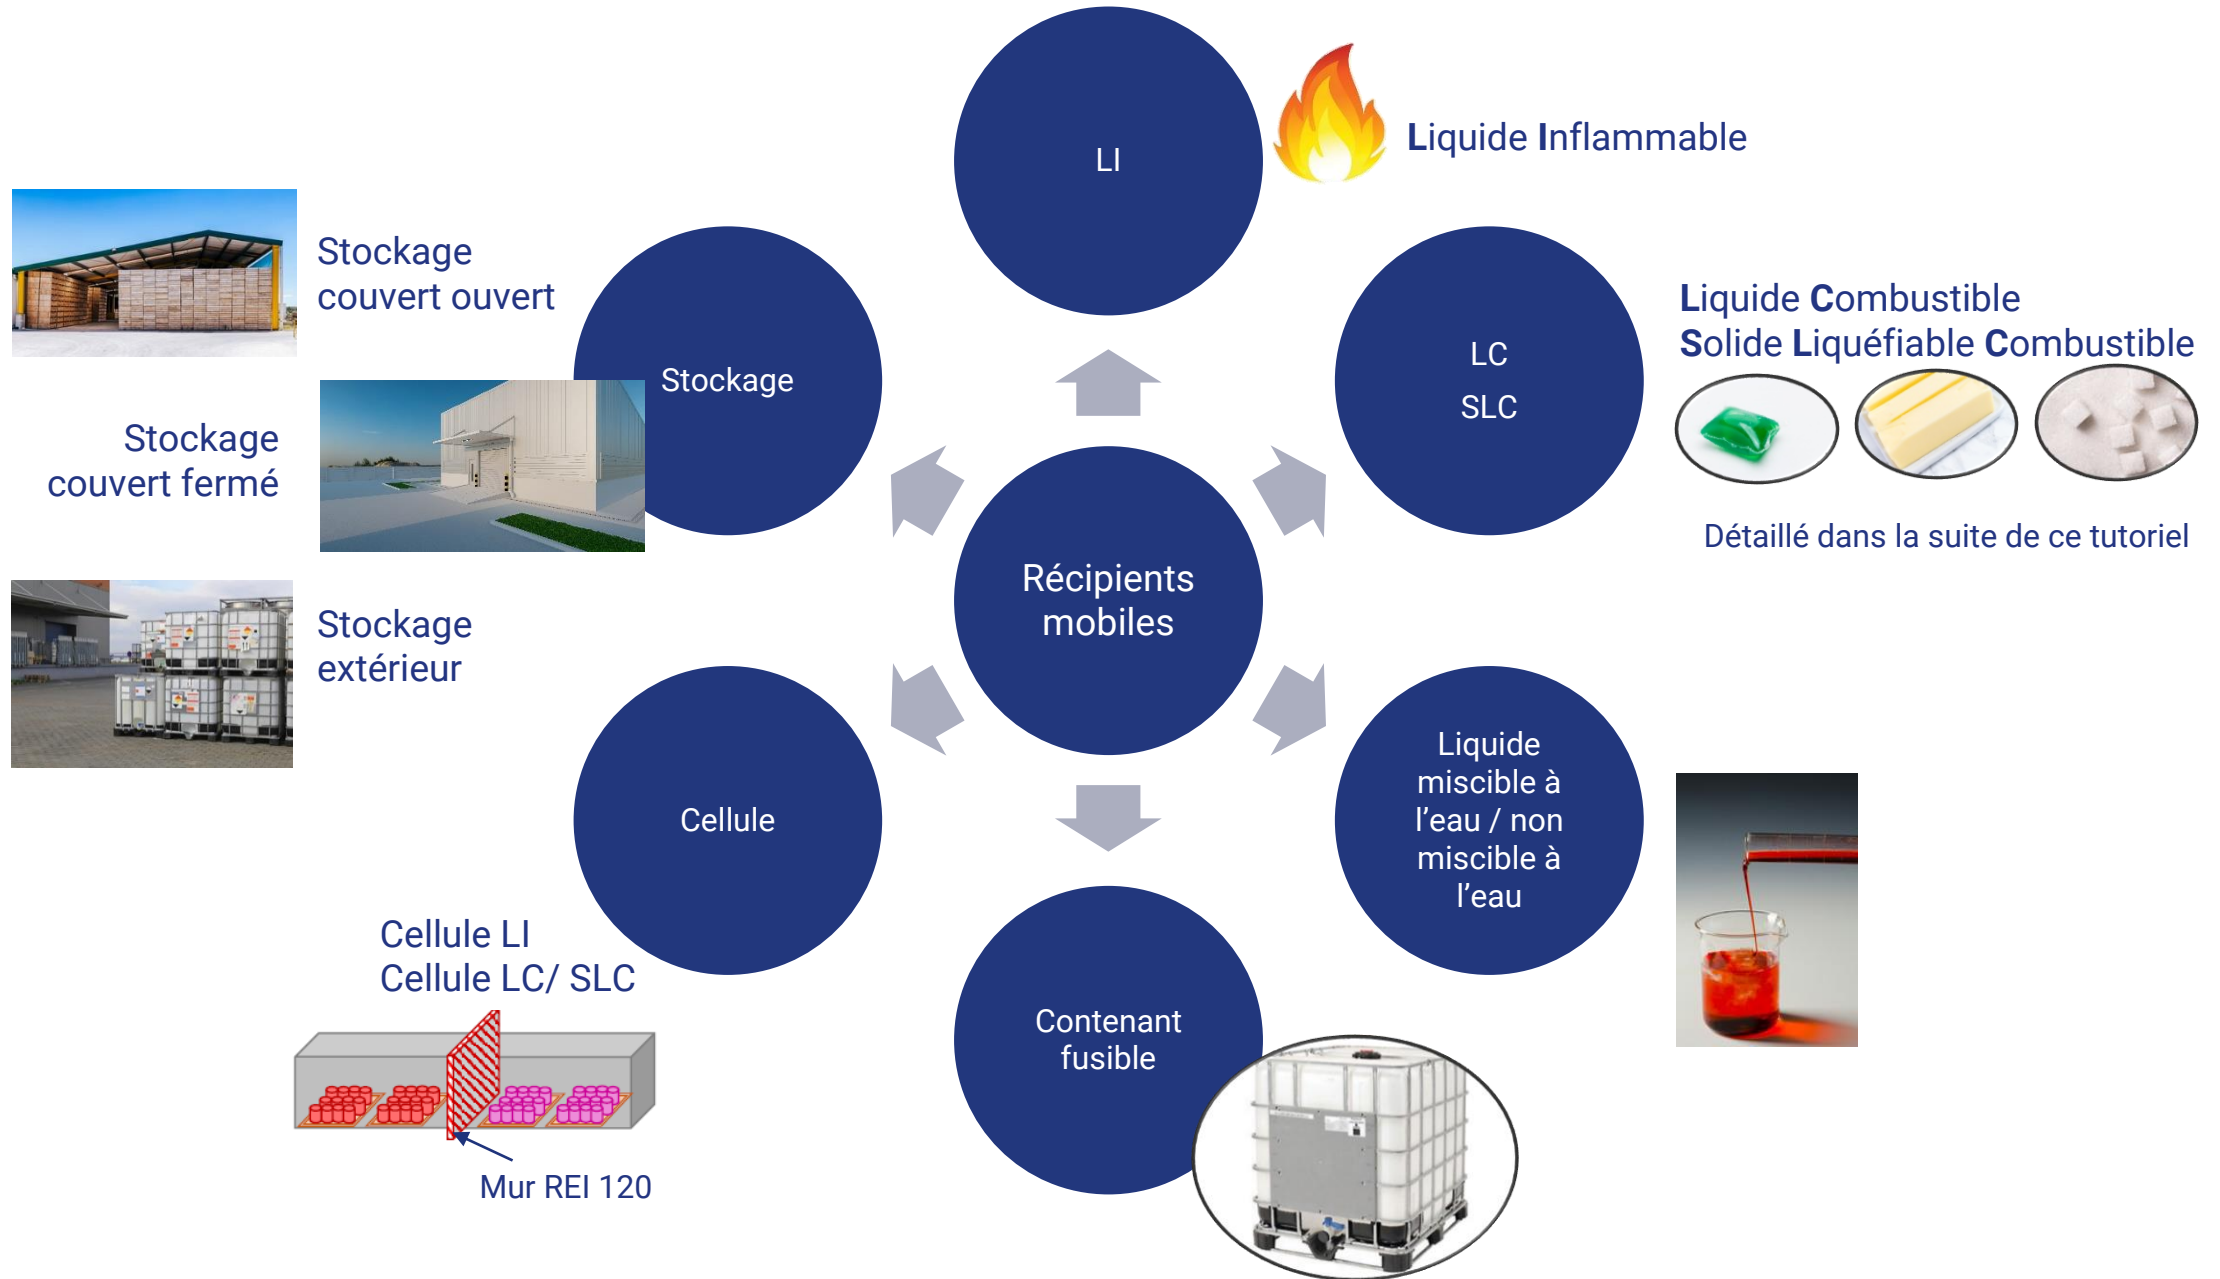 LI
Liquide Inflammable
Stockage
couvert ouvert
Stockage
Stockage
couvert fermé
Stockage
extérieur
LC
SLC
Liquide Combustible
Solide Liquéfiable Combustible
Détaillé dans la suite de ce tutoriel
Récipients
mobiles
Cellule
Cellule LI
Cellule LC/ SLC
Mur REI 120
Liquide
miscible à
l’eau / non
miscible à
l’eau
Contenant
fusible